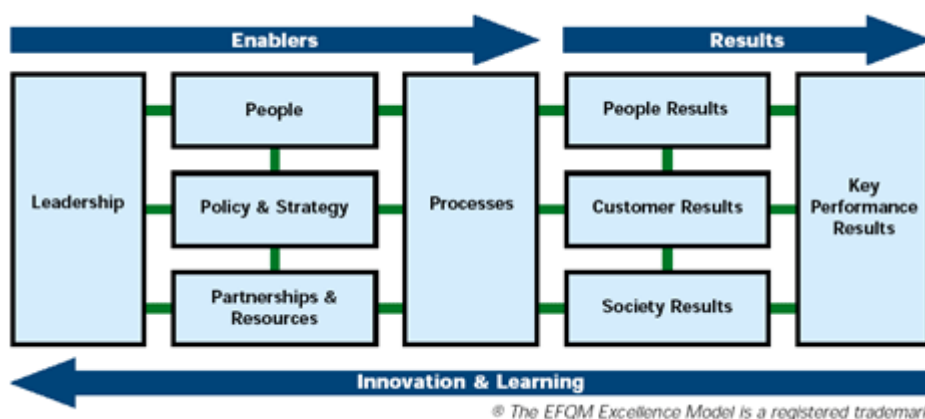 Enablers
Results
People
People Results
Leadership
Policy & Strategy
Processes
Customer Results
Key
Performance
Results
Partnerships &
Resources
Society Results
Innovation & Learning
® The EFQM Excellence Model is a registered trademark